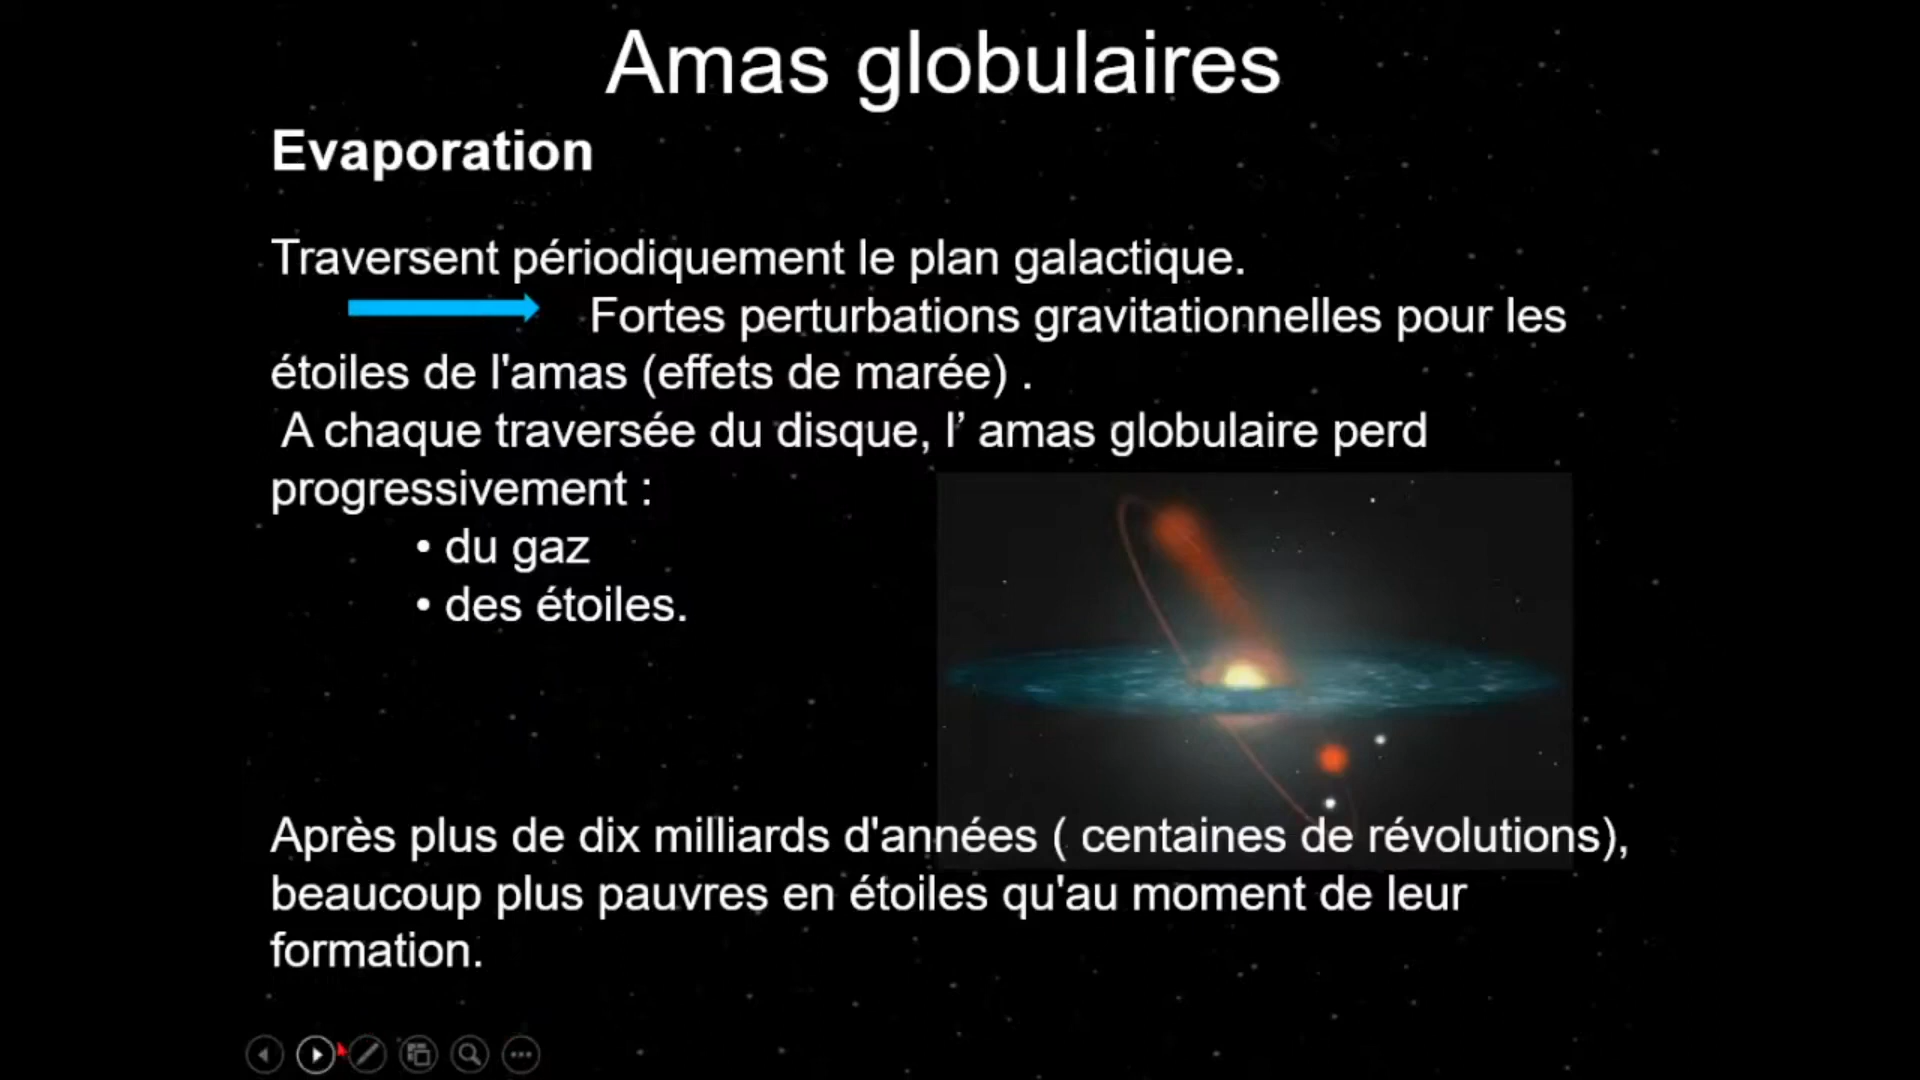 Amas globulaires
Evaporation
Traversent périodiquement le plan galactique.
Fortes perturbations gravitationnelles pour les
étoiles de l'amas (effets de marée) .
A chaque traversée du disque, l’ amas globulaire perd
progressivement :
• du gaz
• des étoiles.
Après plus de dix milliards d'années ( centaines de révolutions),
beaucoup plus pauvres en étoiles qu'au moment de leur
formation.